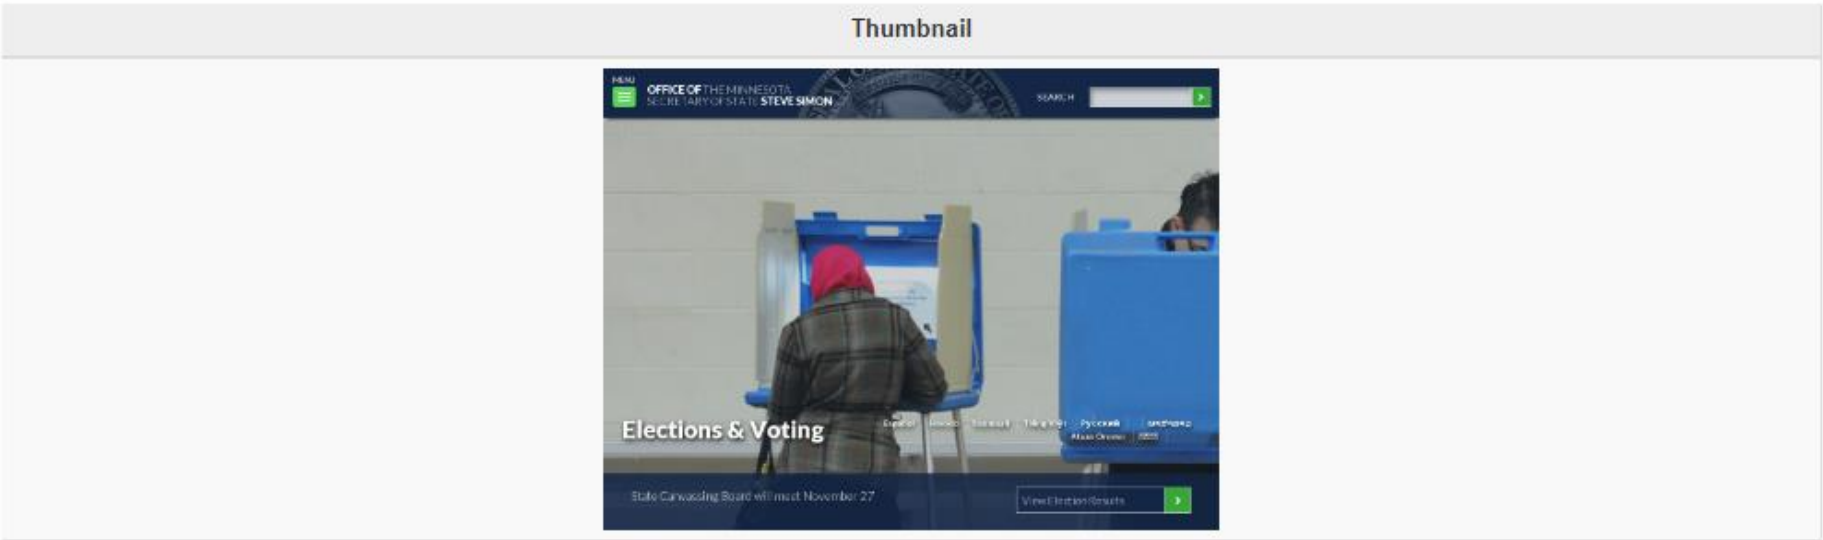 Thumbnail
MENU
OFFICE OF THE MINNESOTA
SECRETARY OF STATE STEVE SIMON
SEARCH
Elections & Voting
Español
Русский
State Canvassing Board will meet November 27
View Election Results